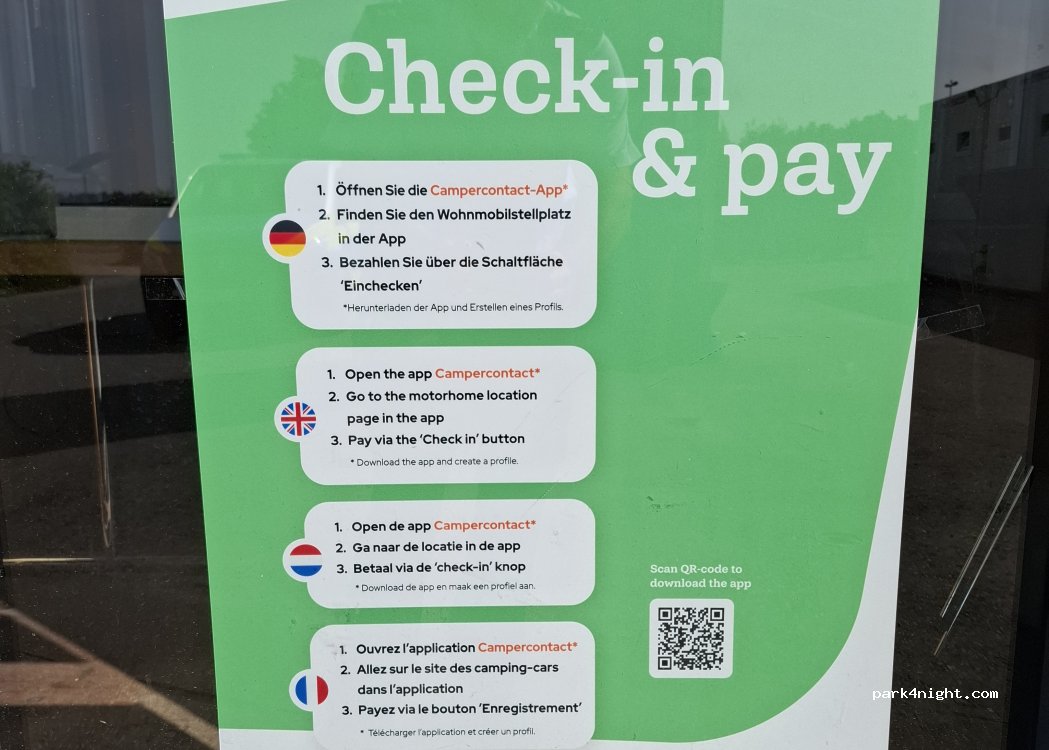 Check-in
& pay
1. Öffnen Sie die Campercontact-App*
2. Finden Sie den Wohnmobilstellplatz
in der App
3. Bezahlen Sie über die Schaltfläche
‘Einchecken’
*Herunterladen der App und Erstellen eines Profils.
1. Open the app Campercontact*
2. Go to the motorhome location
page in the app
3. Pay via the ‘Check in’ button
* Download the app and create a profile.
1. Open de app Campercontact*
2. Ga naar de locatie in de app
3. Betaal via de ‘check-in’ knop
* Download de app en maak een profiel aan.
Scan QR-code to
download the app
1. Ouvrez l’application Campercontact*
2. Allez sur le site des camping-cars
dans l’application
3. Payez via le bouton ‘Enregistrement’
* Télécharger l’application et créer un profil.
park4night.com